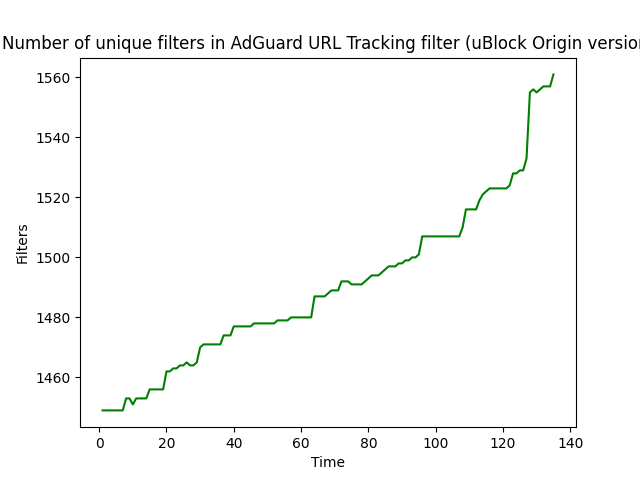 Number of unique filters in AdGuard URL Tracking filter (uBlock Origin version
1560
1540
1520
1500
1480
1460
Filters
0 20 40 60 80 100 120 140
Time